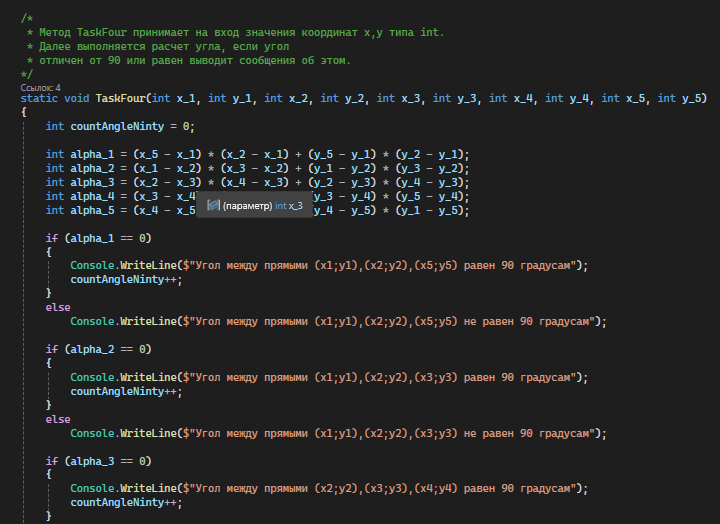 /*
* Метод TaskFour принимает на вход значения координат x,y типа int.
* Далее выполняется расчет угла, если угол
* отличен от 90 или равен выводит сообщения об этом.
*/
Ссылок: 4
static void TaskFour(int x_1, int y_1, int x_2, int y_2, int x_3, int y_3, int x_4, int y_4, int x_5, int y_5)
{
int countAngleNinty = 0;
int alpha_1 = (x_5 - x_1) * (x_2 - x_1) + (y_5 - y_1) * (y_2 - y_1);
int alpha_2 = (x_1 - x_2) * (x_3 - x_2) + (y_1 - y_2) * (y_3 - y_2);
int alpha_3 = (x_2 - x_3) * (x_4 - x_3) + (y_2 - y_3) * (y_4 - y_3);
int alpha_4 = (x_3 - x_4 y_3 - y_4) * (y_5 - y_4);
(параметр) int x_3
int alpha_5 = (x_4 - x_5 y_4 - y_5) * (y_1 - y_5);
if (alpha_1 == 0)
{
Console.WriteLine($"Угол между прямыми (x1;y1),(x2;y2),(x5;y5) равен 90 градусам");
countAngleNinty++;
}
else
Console.WriteLine($"Угол между прямыми (x1;y1),(x2;y2),(x5;y5) не равен 90 градусам");
if (alpha_2 == 0)
{
Console.WriteLine($"Угол между прямыми (x1;y1),(x2;y2),(x3;y3) равен 90 градусам");
countAngleNinty++;
}
else
Console.WriteLine($"Угол между прямыми (x1;y1),(x2;y2),(x3;y3) не равен 90 градусам");
if (alpha_3 == 0)
{
Console.WriteLine($"Угол между прямыми (x2;y2),(x3;y3),(x4;y4) равен 90 градусам");
countAngleNinty++;
}